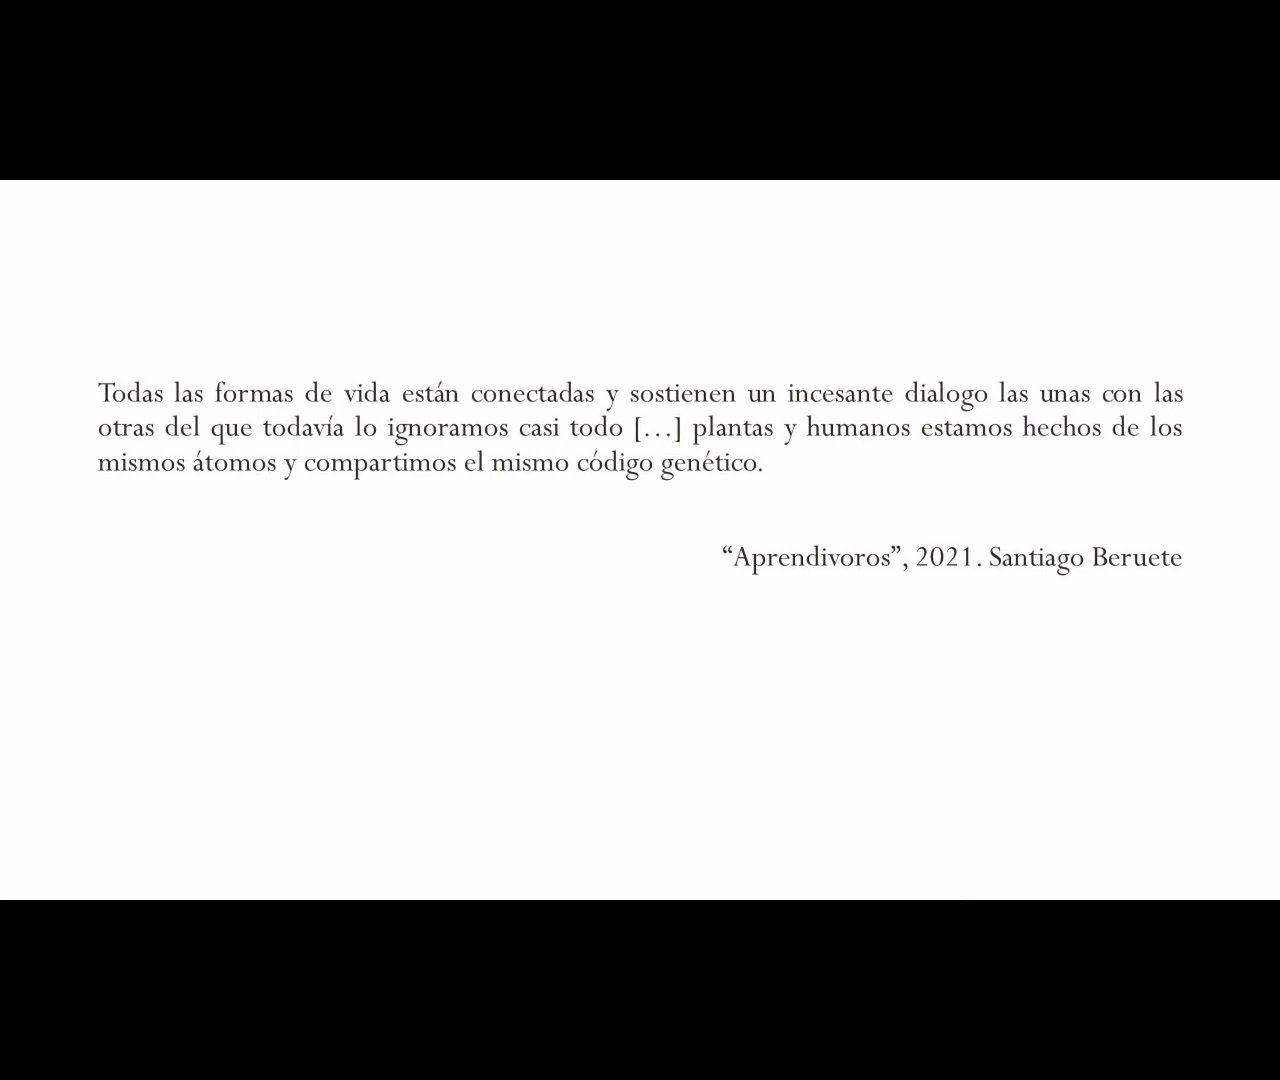 Todas las formas de vida están conectadas y sostienen un incesante dialogo las unas con las
otras del que todavía lo ignoramos casi todo […] plantas y humanos estamos hechos de los
mismos átomos y compartimos el mismo código genético.
“Aprendivoros”, 2021. Santiago Beruete